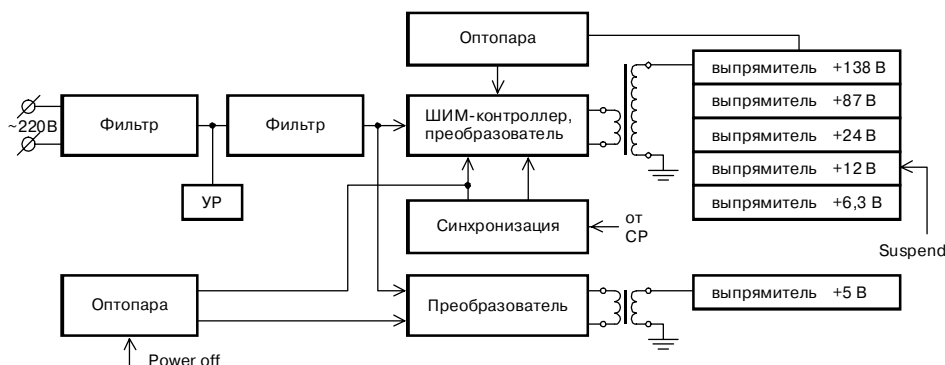 Оптопара
выпрямитель +138 В
выпрямитель +87 В
выпрямитель +24 В
выпрямитель +12 В
выпрямитель +6,3 В
~220В
Фильтр
Фильтр
ШИМ-контроллер,
преобразователь
УР
Синхронизация
от
СР
Suspend
Оптопара
Преобразователь
выпрямитель +5 В
Power off